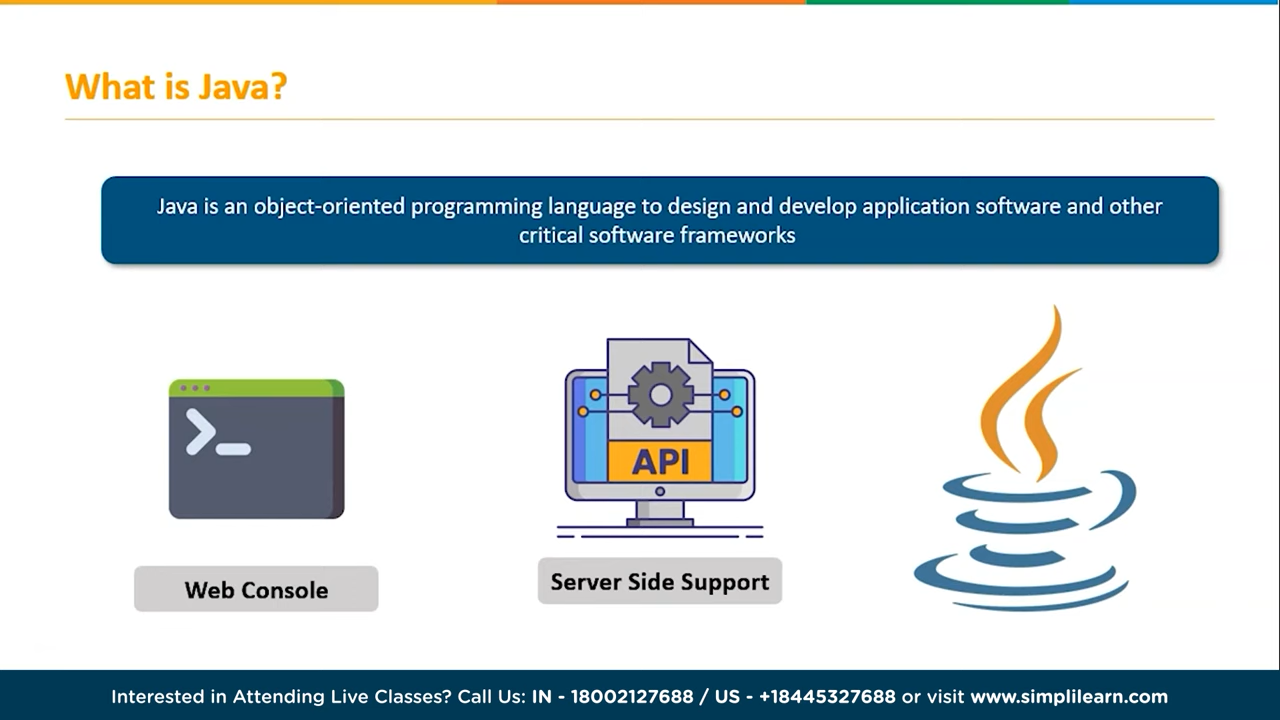 What is Java?
Java is an object-oriented programming language to design and develop application software and other
critical software frameworks
API
Web Console
Server Side Support
Interested in Attending Live Classes? Call Us: IN - 18002127688 / US - +18445327688 or visit www.simplilearn.com